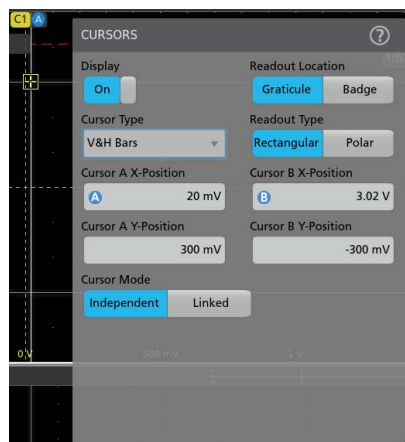 C1 A
CURSORS ?
Display Readout Location
On Graticule Badge
Cursor Type Readout Type
V&H Bars Rectangular Polar
Cursor A X-Position Cursor B X-Position
A 20 mV B 3.02 V
Cursor A Y-Position Cursor B Y-Position
300 mV -300 mV
Cursor Mode
Independent Linked
0 V 500 mV 1 V